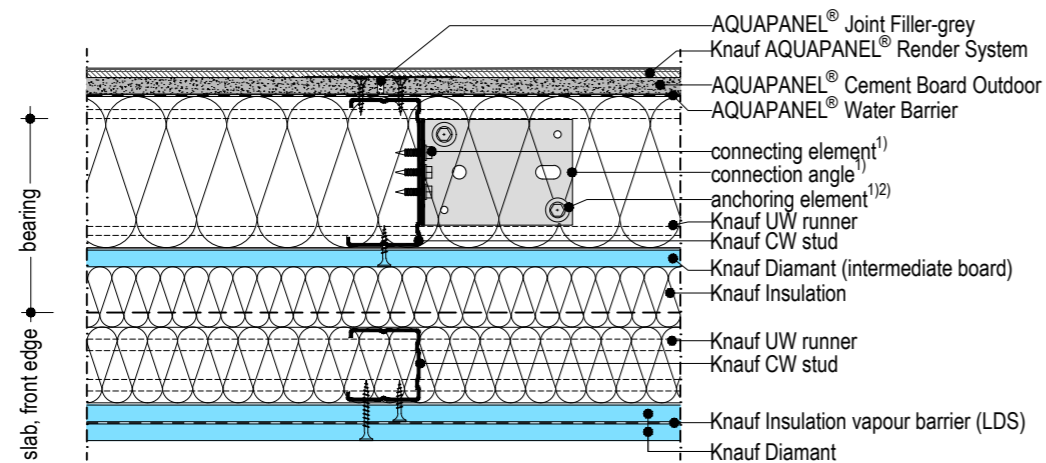 AQUAPANEL® Joint Filler-grey
Knauf AQUAPANEL® Render System
AQUAPANEL® Cement Board Outdoor
AQUAPANEL® Water Barrier
connecting element1)
connection angle1)
anchoring element1)2)
Knauf UW runner
Knauf CW stud
Knauf Diamant (intermediate board)
Knauf Insulation
Knauf UW runner
Knauf CW stud
Knauf Insulation vapour barrier (LDS)
Knauf Diamant
bearing
slab, front edge